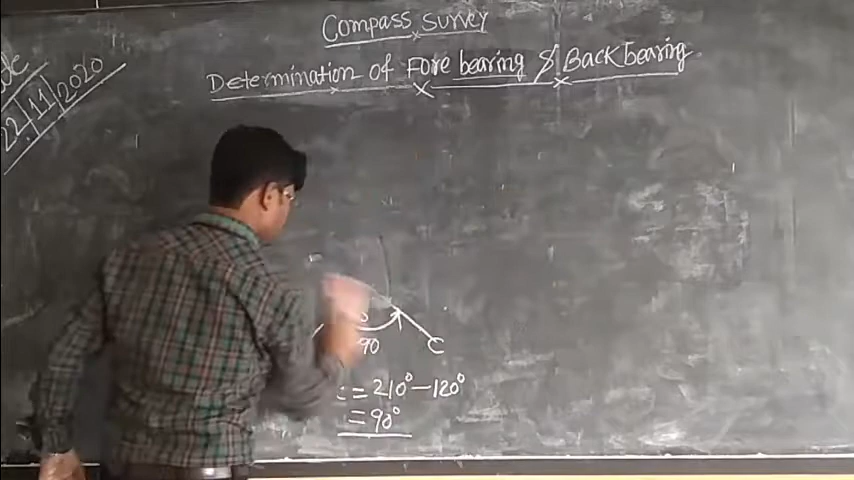 Compass survey
Determination of Fore bearing & Back bearing
22/11/2020
90
C
= 210° - 120°
= 90°